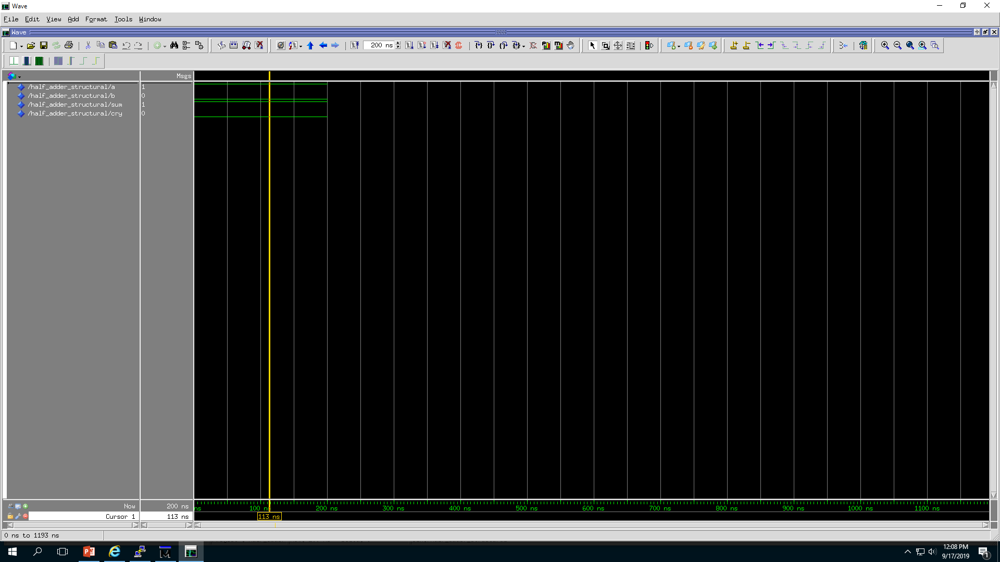 Wave
File Edit View Add Format Tools Window
Wave
200 ns
Msgs
/half_adder_structural/a 1
/half_adder_structural/b 0
/half_adder_structural/sum 1
/half_adder_structural/cry 0
Now 200 ns
ns 100 ns 200 ns 300 ns 400 ns 500 ns 600 ns 700 ns 800 ns 900 ns 1000 ns 1100 ns
Cursor 1 113 ns
113 ns
0 ns to 1193 ns
12:08 PM
9/17/2019
1